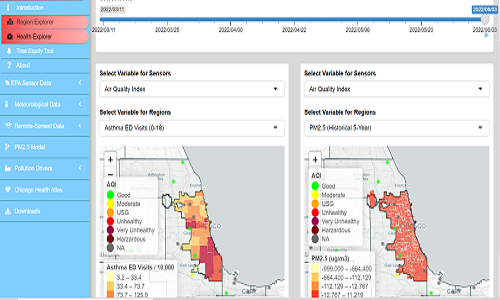 Introduction
Region Explorer
Health Explorer
Tree Equity Tool
About
EPA Sensor Data
Meteorological Data
Remote-Sensed Data
PM2.5 Model
Pollution Drivers
Chicago Health Atlas
Downloads
2022/03/11
2022/06/03
2022/03/11
2022/03/25
2022/04/08
2022/04/22
2022/05/06
2022/05/20
2022/06/03
Select Variable for Sensors
Air Quality Index
Select Variable for Regions
Asthma ED Visits (0-18)
+
−
AQI
Good
Moderate
USG
Unhealthy
Very Unhealthy
Harzardous
NA
Asthma ED Visits / 10,000
3.2 – 33.4
33.4 – 73.7
73.7 – 125.9
Select Variable for Sensors
Air Quality Index
Select Variable for Regions
PM2.5 (Historical 5-Year)
+
AQI
Good
Moderate
USG
Unhealthy
Very Unhealthy
Harzardous
NA
PM2.5 (ug/m3)
-999.000 – -664.400
-664.400 – -112.129
-112.129 – -12.767
-12.767 – 11.219